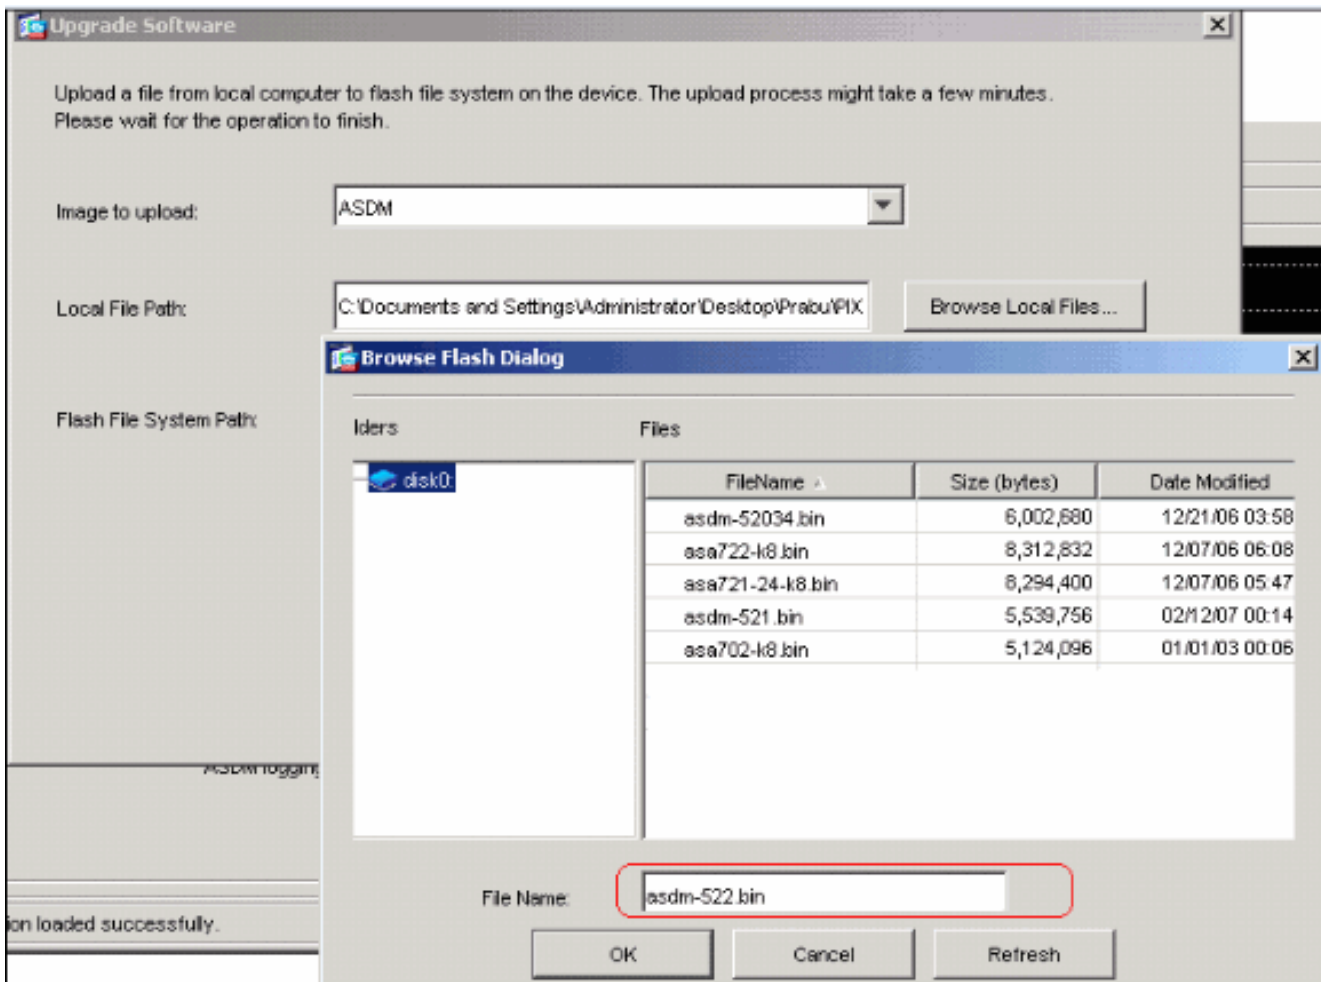 Upgrade Software
Upload a file from local computer to flash file system on the device. The upload process might take a few minutes.
Please wait for the operation to finish.
Image to upload: ASDM
Local File Path: C:\Documents and Settings\Administrator\Desktop\Prabu\PIX Browse Local Files...
Browse Flash Dialog
Flash File System Path:
lders Files
disk0:
FileName Size (bytes) Date Modified
asdm-52034.bin 6,002,680 12/21/06 03:58
asa722-k8.bin 8,312,832 12/07/06 06:08
asa721-24-k8.bin 8,294,400 12/07/06 05:47
asdm-521.bin 5,539,756 02/12/07 00:14
asa702-k8.bin 5,124,096 01/01/03 00:06
ASDM logging
File Name: asdm-522.bin
ion loaded successfully.
OK Cancel Refresh